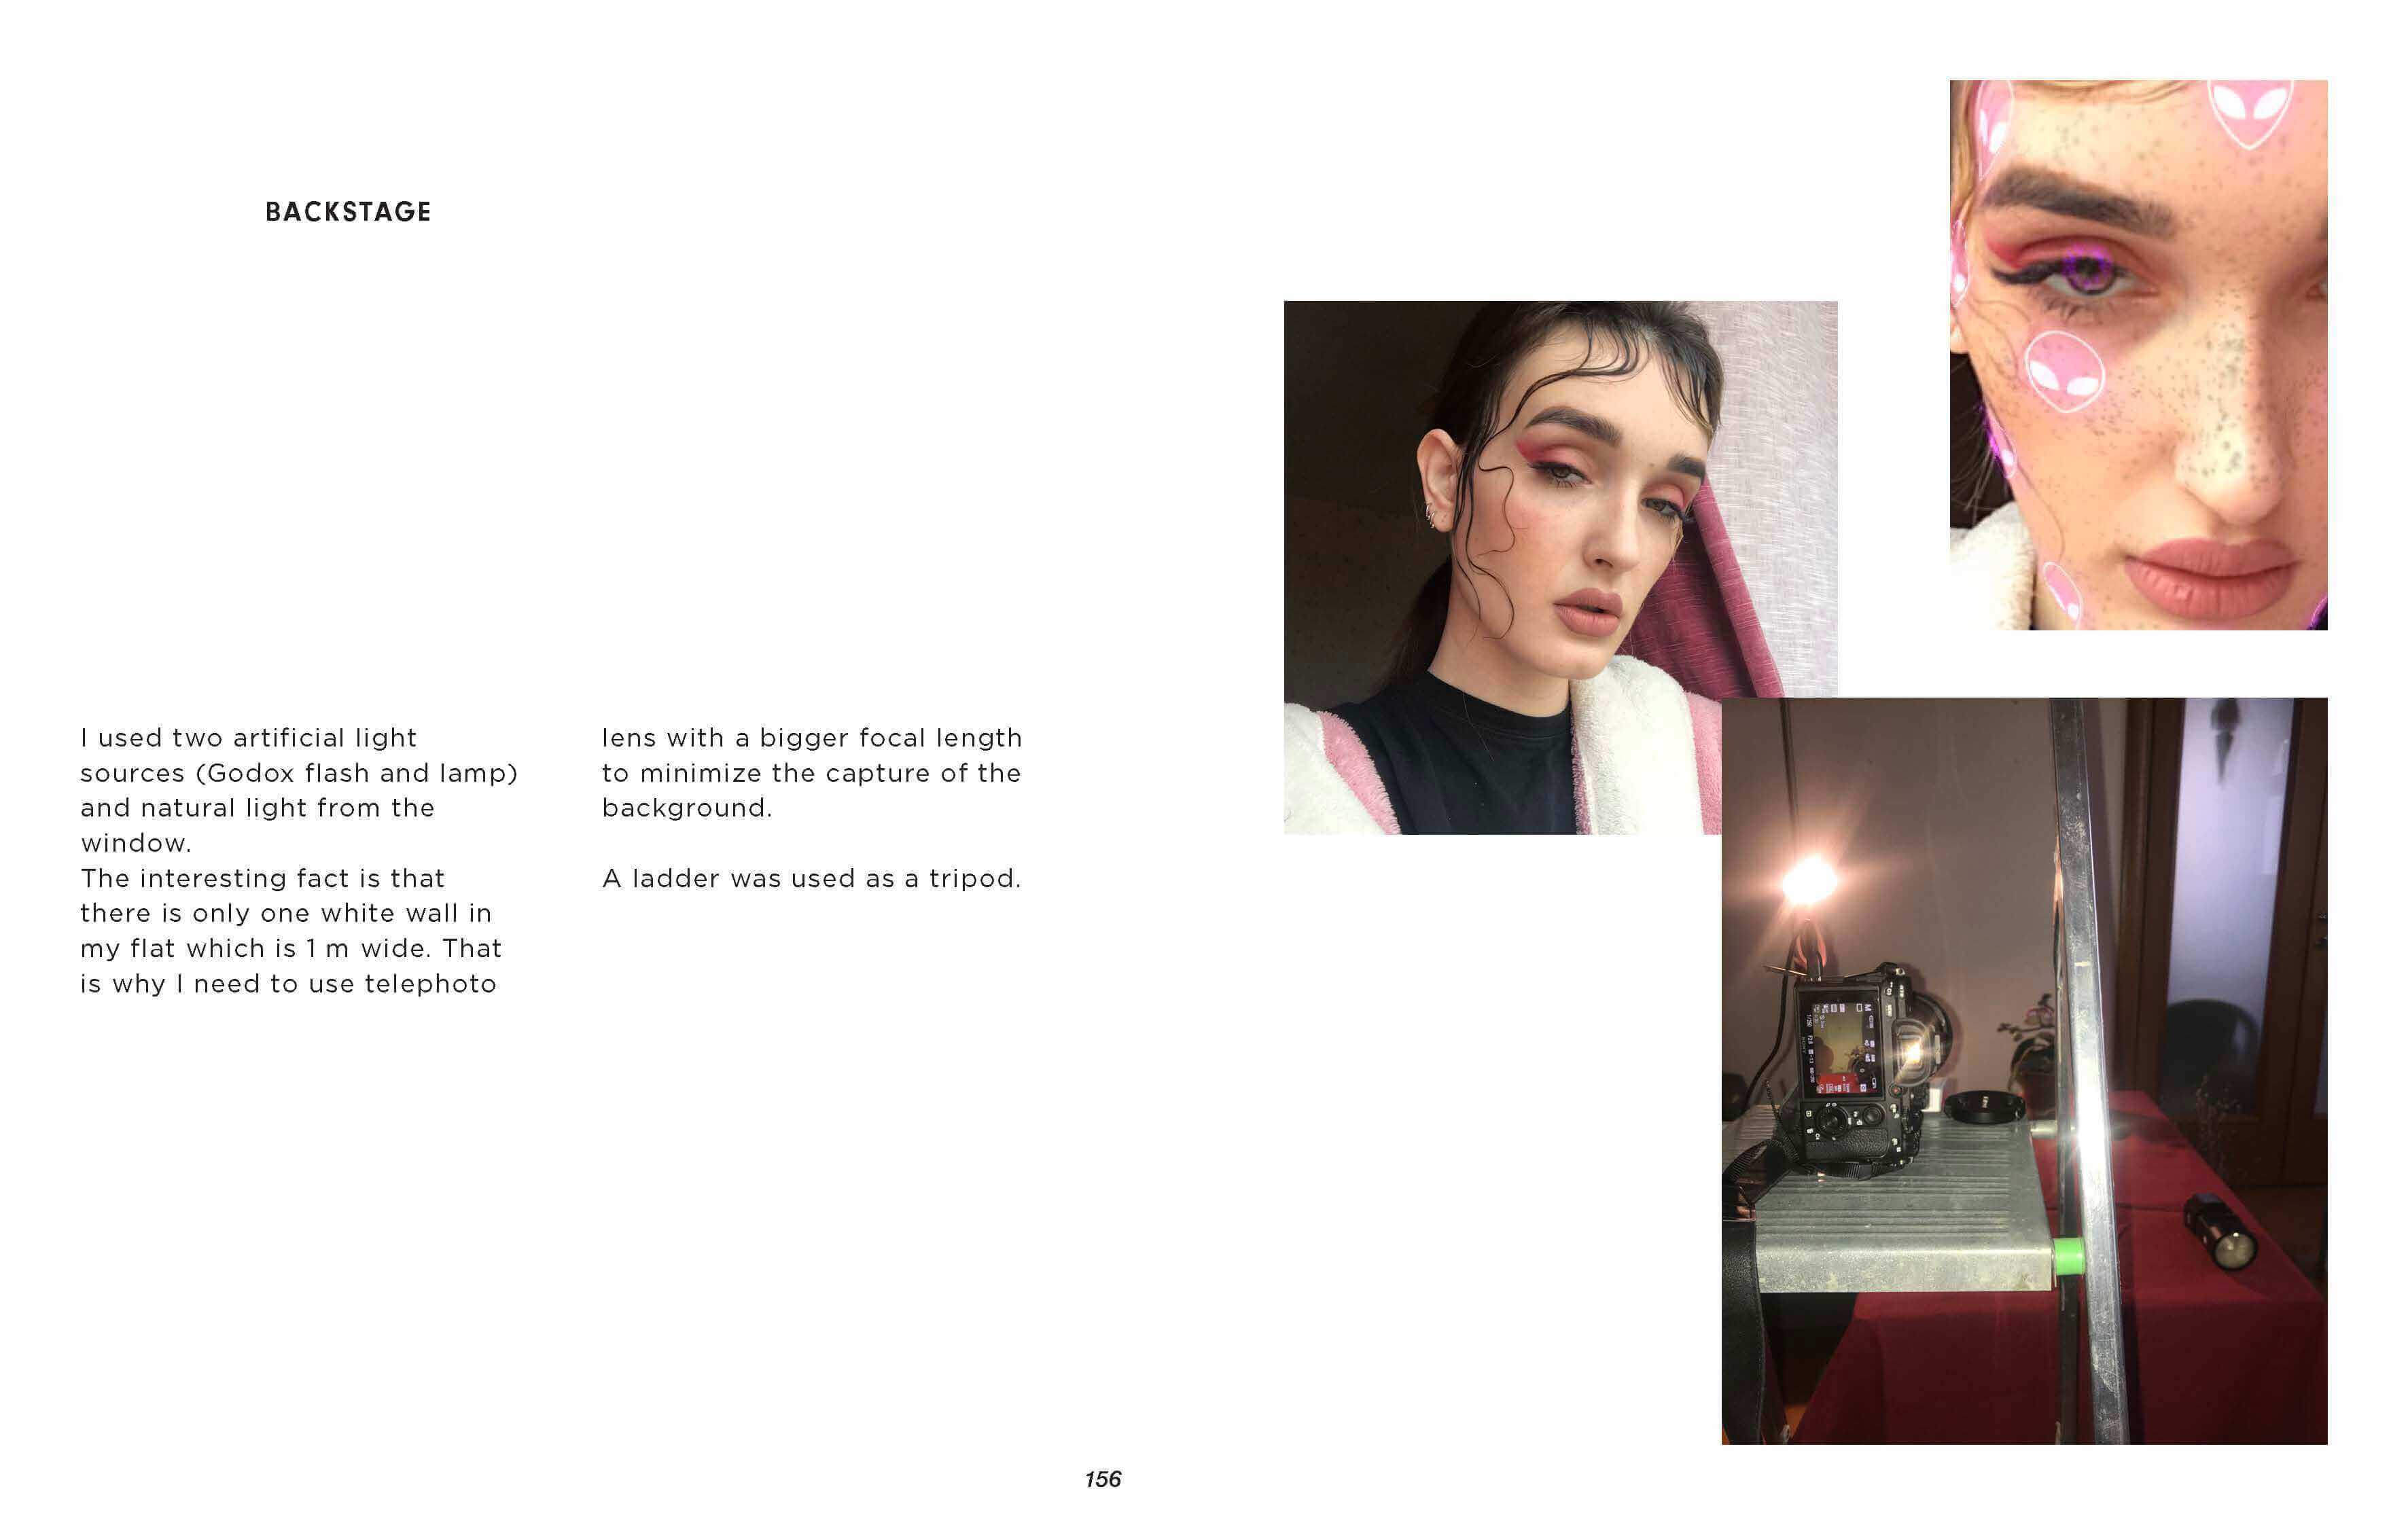 BACKSTAGE
I used two artificial light
sources (Godox flash and lamp)
and natural light from the
window.
The interesting fact is that
there is only one white wall in
my flat which is 1 m wide. That
is why I need to use telephoto
lens with a bigger focal length
to minimize the capture of the
background.
A ladder was used as a tripod.
SONY
156